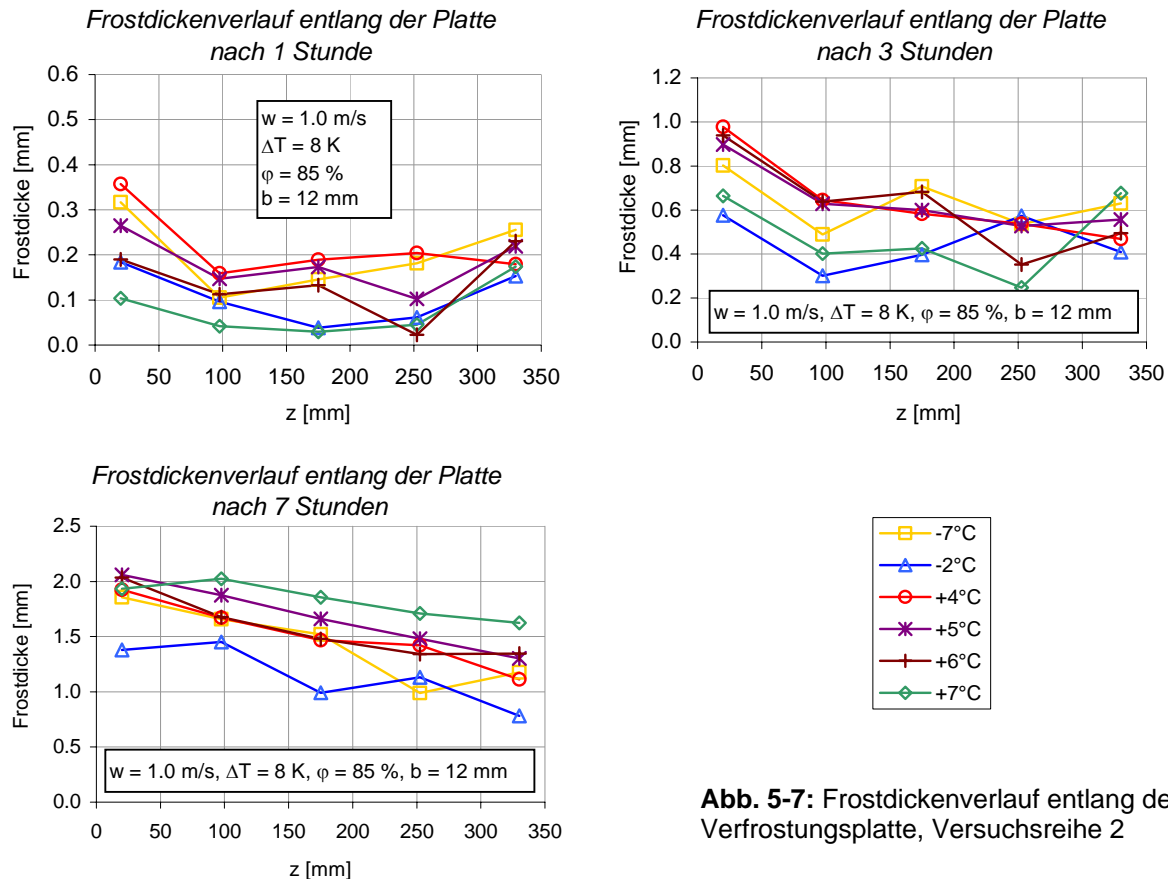 Frostdickenverlauf entlang der Platte
nach 1 Stunde
0.6
0.5
0.4
0.3
0.2
0.1
0.0
Frostdicke [mm]
w = 1.0 m/s
ΔT = 8 K
φ = 85 %
b = 12 mm
0 50 100 150 200 250 300 350
z [mm]
Frostdickenverlauf entlang der Platte
nach 3 Stunden
1.2
1.0
0.8
0.6
0.4
0.2
0.0
Frostdicke [mm]
w = 1.0 m/s, ΔT = 8 K, φ = 85 %, b = 12 mm
0 50 100 150 200 250 300 350
z [mm]
Frostdickenverlauf entlang der Platte
nach 7 Stunden
2.5
2.0
1.5
1.0
0.5
0.0
Frostdicke [mm]
w = 1.0 m/s, ΔT = 8 K, φ = 85 %, b = 12 mm
0 50 100 150 200 250 300 350
z [mm]
-7°C
-2°C
+4°C
+5°C
+6°C
+7°C
Abb. 5-7: Frostdickenverlauf entlang de
Verfrostungsplatte, Versuchsreihe 2